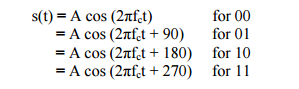 s(t) = A cos (2πf_ct) for 00
= A cos (2πf_ct + 90) for 01
= A cos (2πf_ct + 180) for 10
= A cos (2πf_ct + 270) for 11